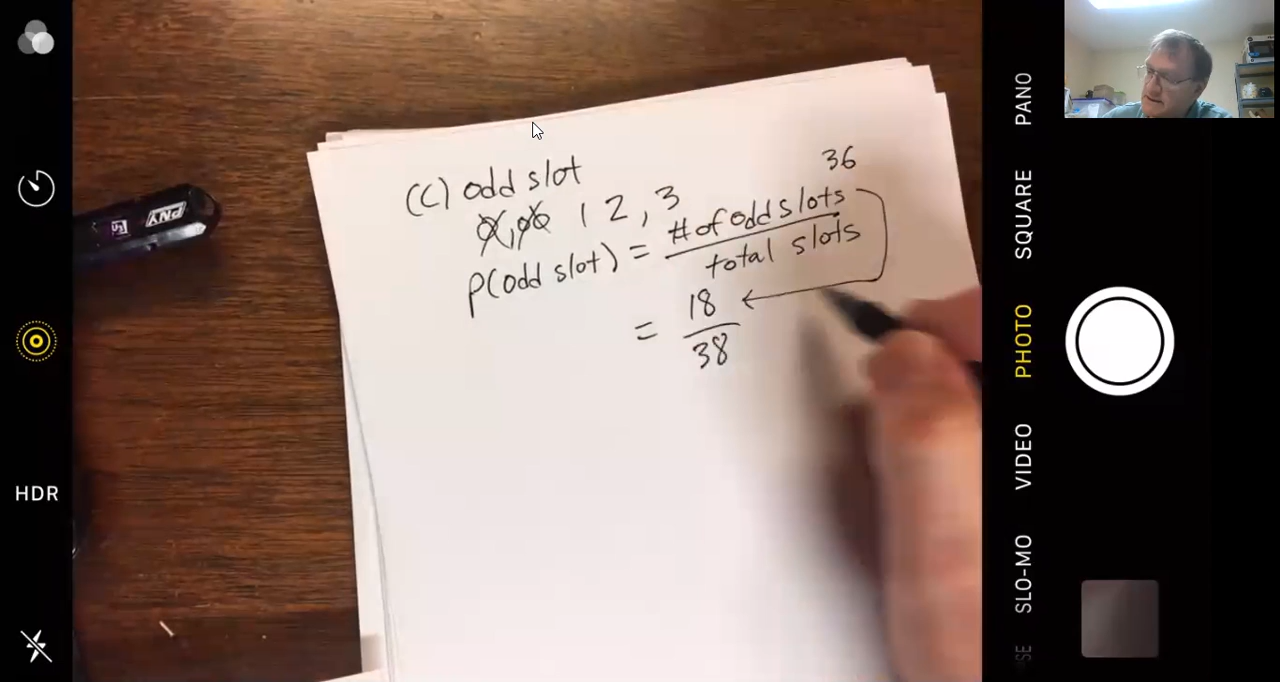 (C) odd slot
36
0, 00 1 2, 3
P(odd slot) = # of odd slots
total slots
= 18
38
PNY
HDR
PANO
SQUARE
PHOTO
VIDEO
SLO-MO
SE